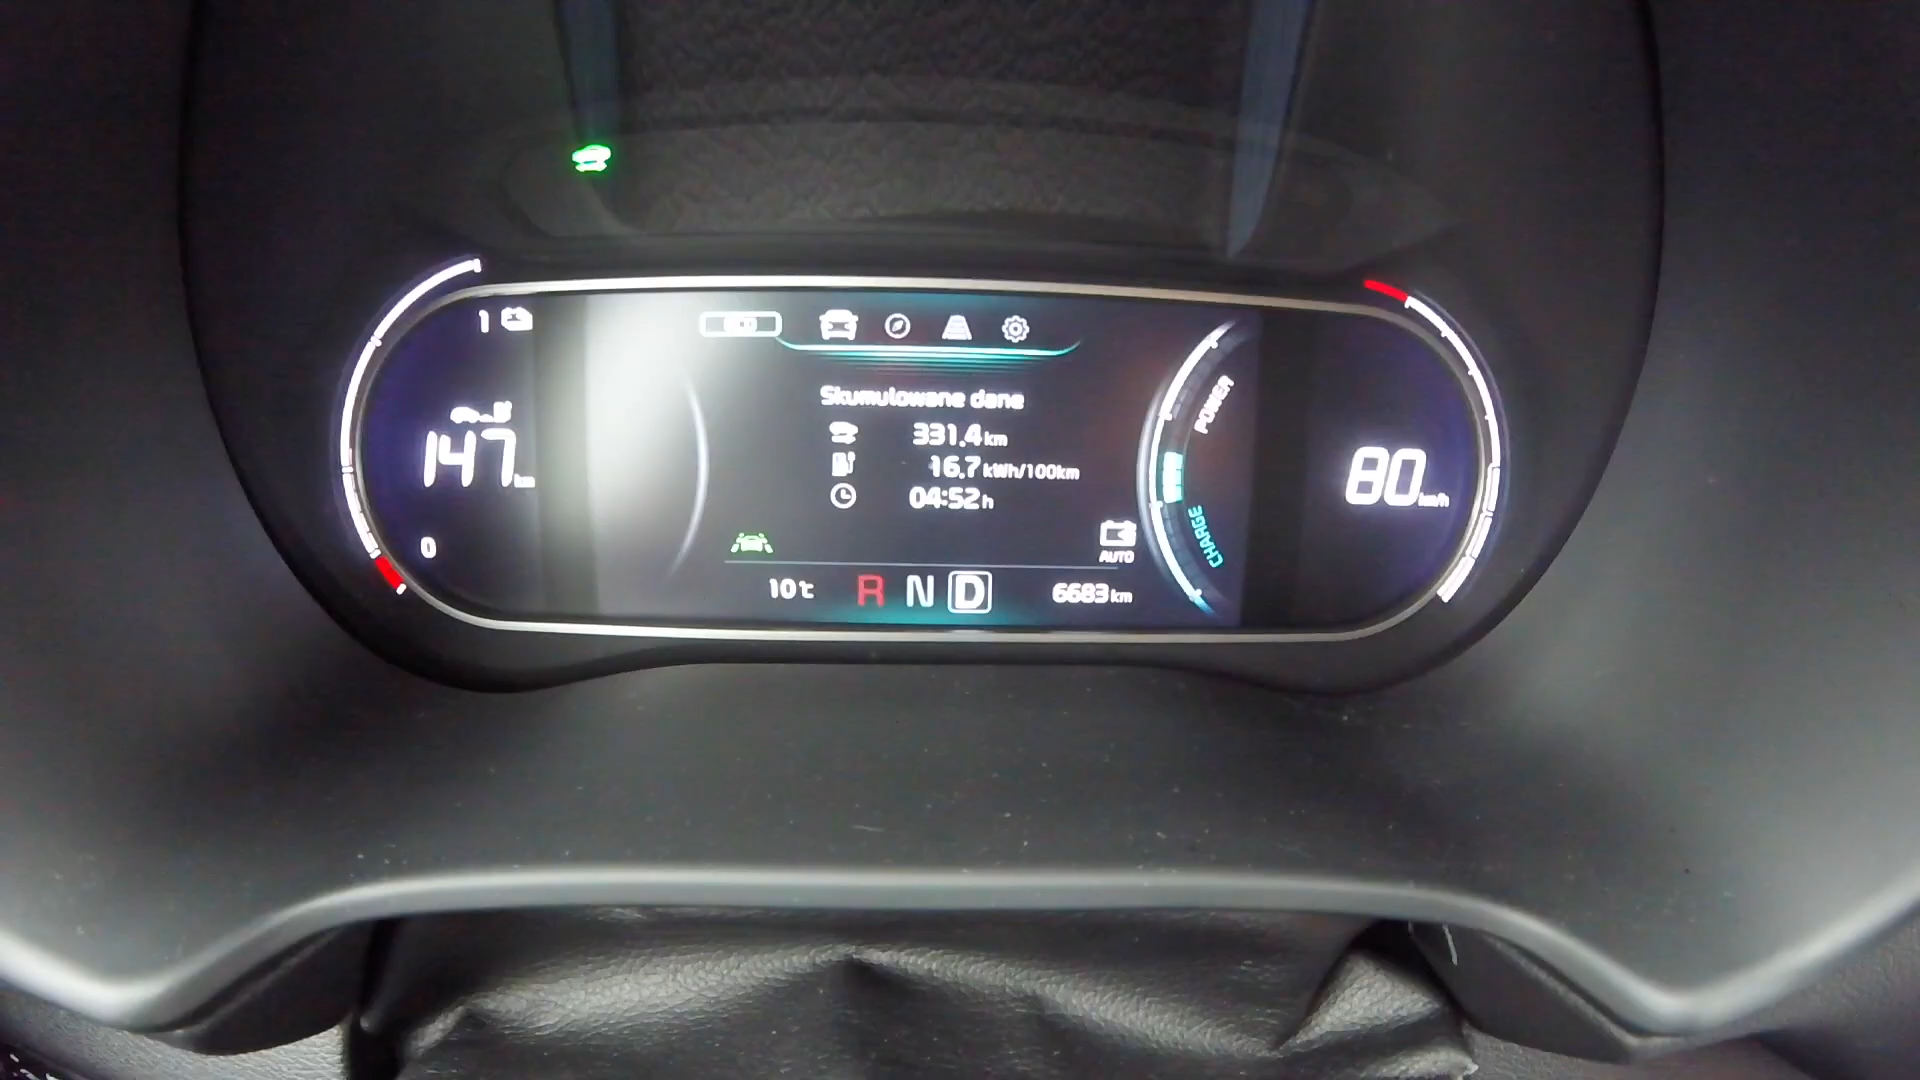 1
147 km
0
Skumulowane dane
331.4 km
16.7 kWh/100km
04:52 h
AUTO
10°C R N D 6683 km
POWER
CHARGE
80 km/h